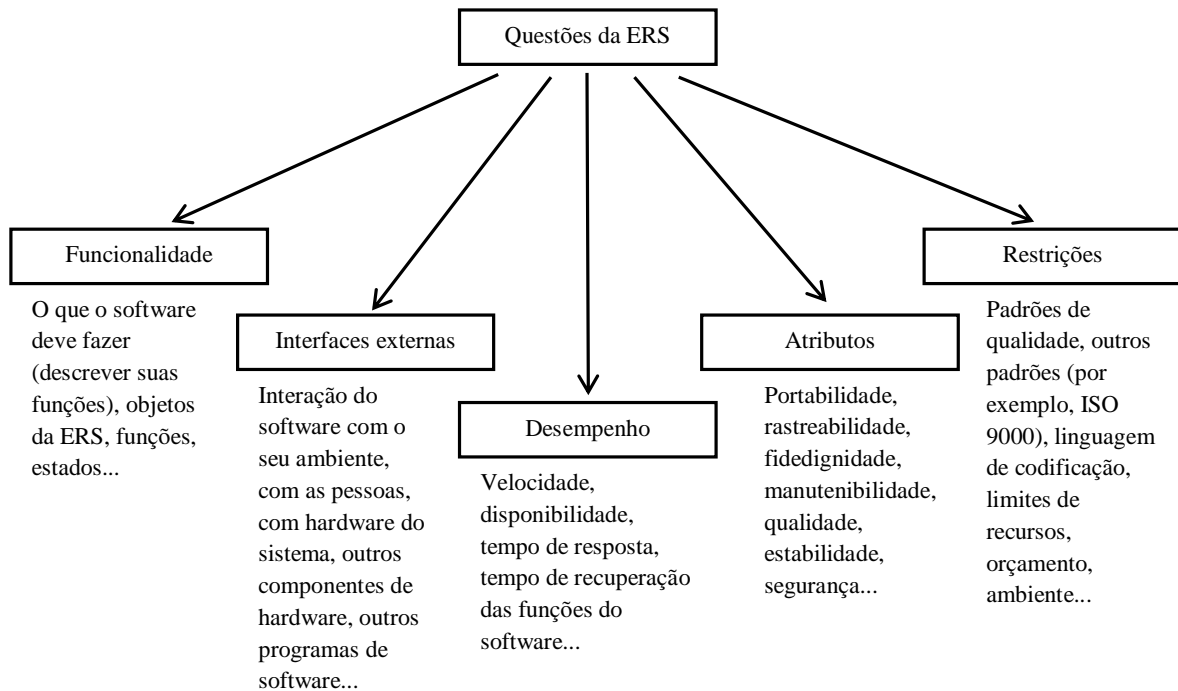 Questões da ERS
Funcionalidade
O que o software
deve fazer
(descrever suas
funções), objetos
da ERS, funções,
estados...
Interfaces externas
Interação do
software com o
seu ambiente,
com as pessoas,
com hardware do
sistema, outros
componentes de
hardware, outros
programas de
software...
Desempenho
Velocidade,
disponibilidade,
tempo de resposta,
tempo de recuperação
das funções do
software...
Atributos
Portabilidade,
rastreabilidade,
fidedignidade,
manutenibilidade,
qualidade,
estabilidade,
segurança...
Restrições
Padrões de
qualidade, outros
padrões (por
exemplo, ISO
9000), linguagem
de codificação,
limites de
recursos,
orçamento,
ambiente...